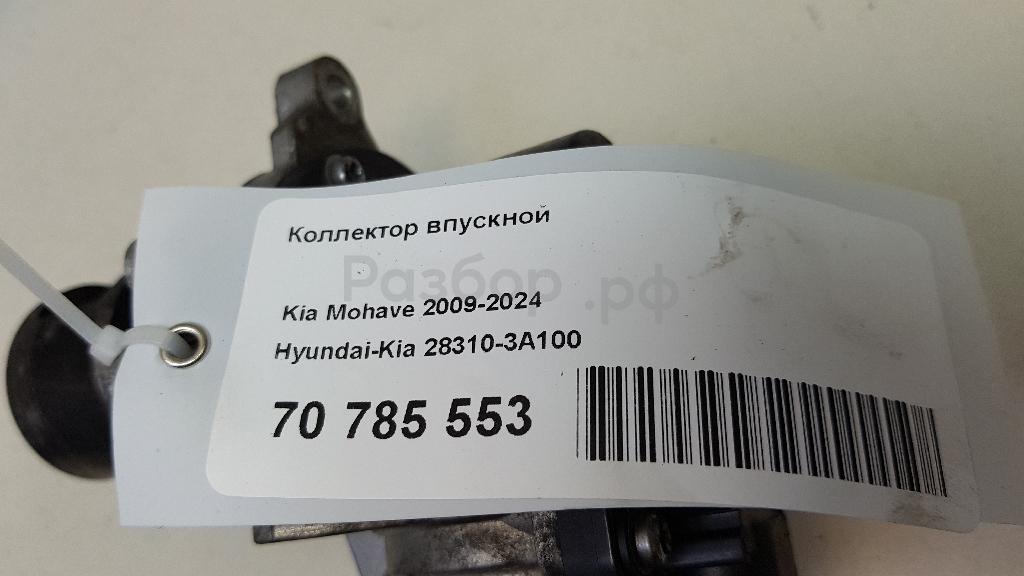 Коллектор впускной
Разбор.рф
Kia Mohave 2009-2024
Hyundai-Kia 28310-3A100
70 785 553